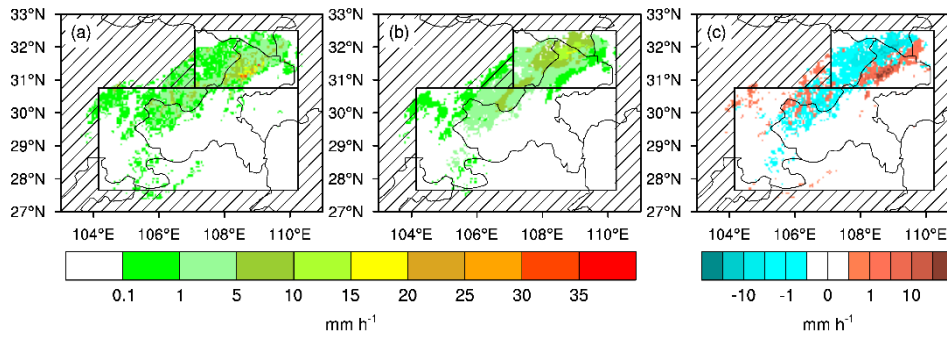 (a) (b) (c)
33°N 33°N 33°N
32°N 32°N 32°N
31°N 31°N 31°N
30°N 30°N 30°N
29°N 29°N 29°N
28°N 28°N 28°N
27°N 27°N 27°N
104°E 106°E 108°E 110°E 104°E 106°E 108°E 110°E 104°E 106°E 108°E 110°E
0.1 1 5 10 15 20 25 30 35 -10 -1 0 1 10
mm h⁻¹ mm h⁻¹